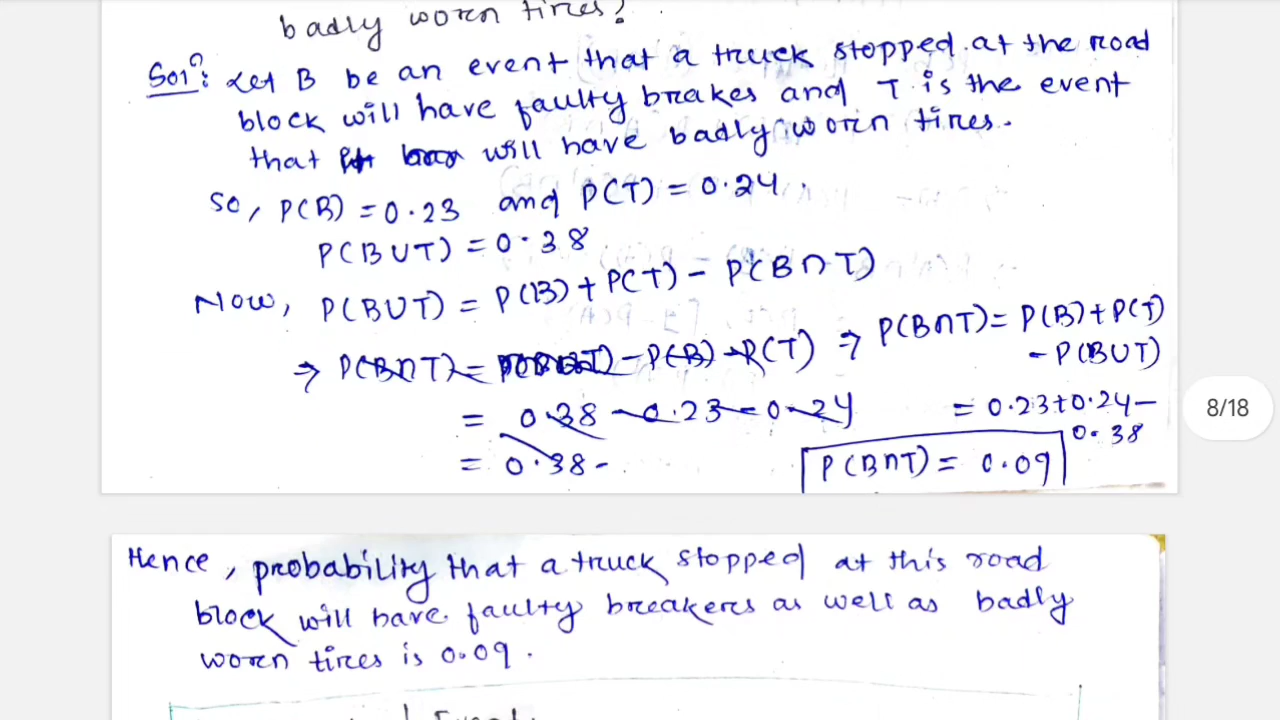 badly worn tires?
Soln: Let B be an event that a truck stopped at the road
block will have faulty brakes and T is the event
that will have badly worn tires.
So, P(B) = 0.23 and P(T) = 0.24.
P(B∪T) = 0.38
Now, P(B∪T) = P(B) + P(T) - P(B∩T)
⇒ P(B∩T) = - P(B) - P(T) ⇒ P(B∩T) = P(B) + P(T)
- P(B∪T)
= 0.38 - 0.23 - 0.24 = 0.23+0.24-
0.38
= 0.38 - P(B∩T) = 0.09
8/18
Hence, probability that a truck stopped at this road
block will have faulty breakers as well as badly
worn tires is 0.09.